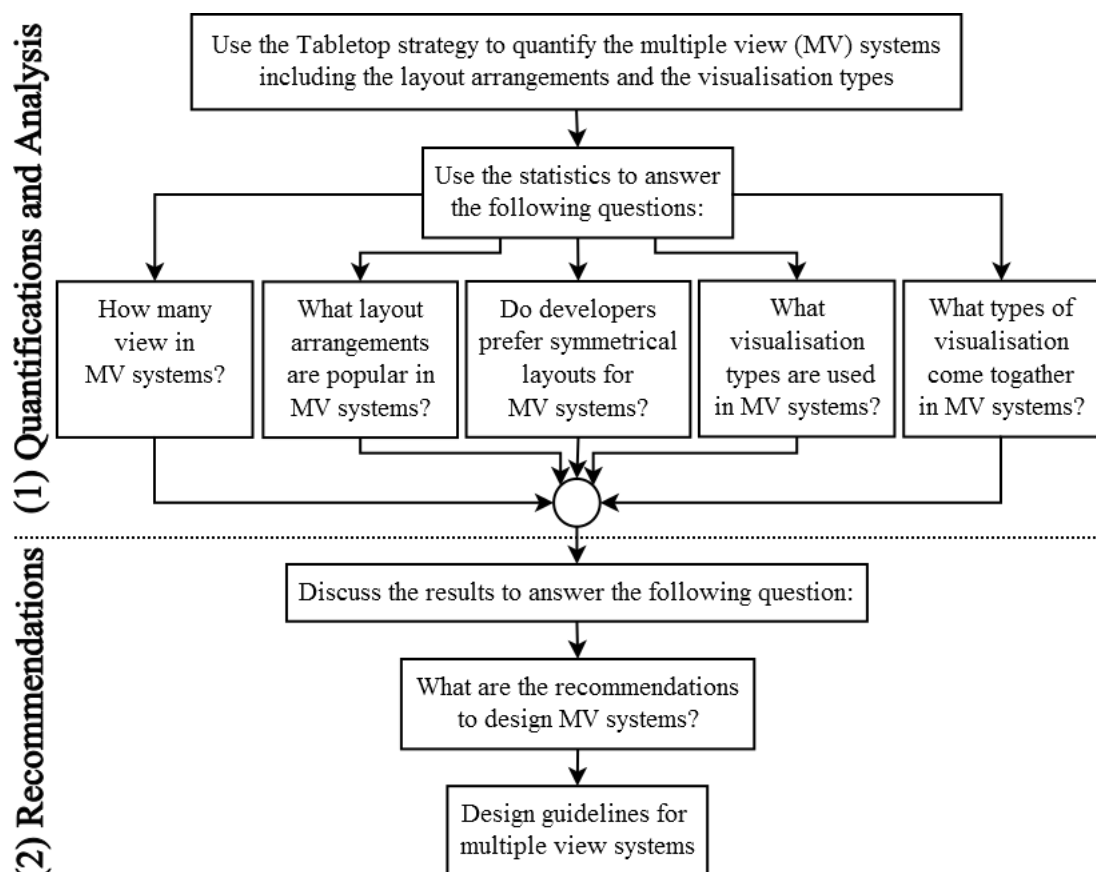 (1) Quantifications and Analysis
Use the Tabletop strategy to quantify the multiple view (MV) systems
including the layout arrangements and the visualisation types
Use the statistics to answer
the following questions:
How many
view in
MV systems?
What layout
arrangements
are popular in
MV systems?
Do developers
prefer symmetrical
layouts for
MV systems?
What
visualisation
types are used
in MV systems?
What types of
visualisation
come togather
in MV systems?
(2) Recommendations
Discuss the results to answer the following question:
What are the recommendations
to design MV systems?
Design guidelines for
multiple view systems